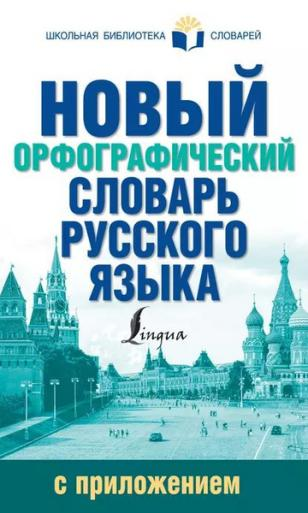 ШКОЛЬНАЯ БИБЛИОТЕКА СЛОВАРЕЙ
НОВЫЙ
ОРФОГРАФИЧЕСКИЙ
СЛОВАРЬ
РУССКОГО
ЯЗЫКА
Lingua
с приложением